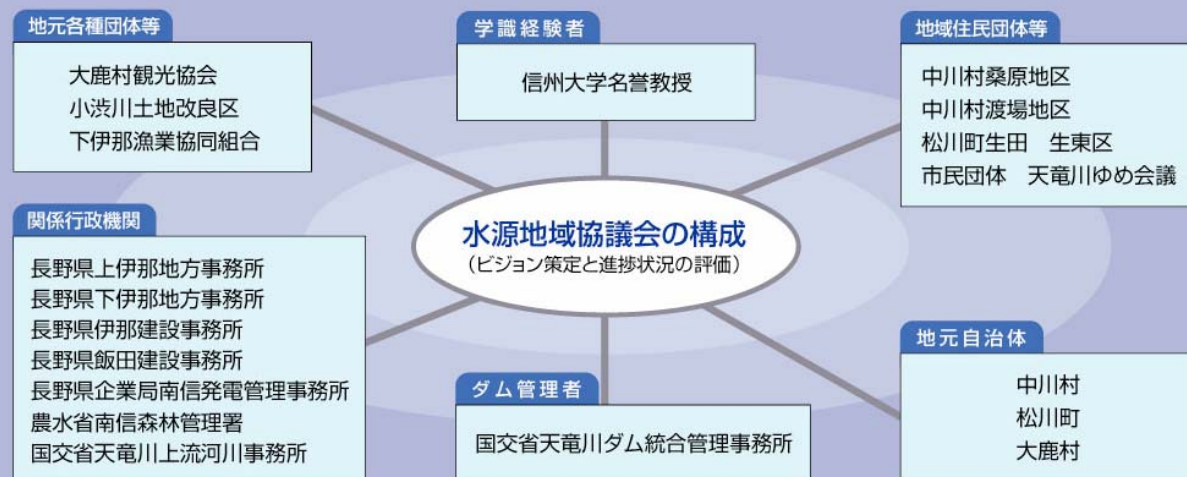 地元各種団体等
大鹿村観光協会
小渋川土地改良区
下伊那漁業協同組合
学識経験者
信州大学名誉教授
地域住民団体等
中川村桑原地区
中川村渡場地区
松川町生田　生東区
市民団体　天竜川ゆめ会議
水源地域協議会の構成
（ビジョン策定と進捗状況の評価）
関係行政機関
長野県上伊那地方事務所
長野県下伊那地方事務所
長野県伊那建設事務所
長野県飯田建設事務所
長野県企業局南信発電管理事務所
農水省南信森林管理署
国交省天竜川上流河川事務所
ダム管理者
国交省天竜川ダム統合管理事務所
地元自治体
中川村
松川町
大鹿村